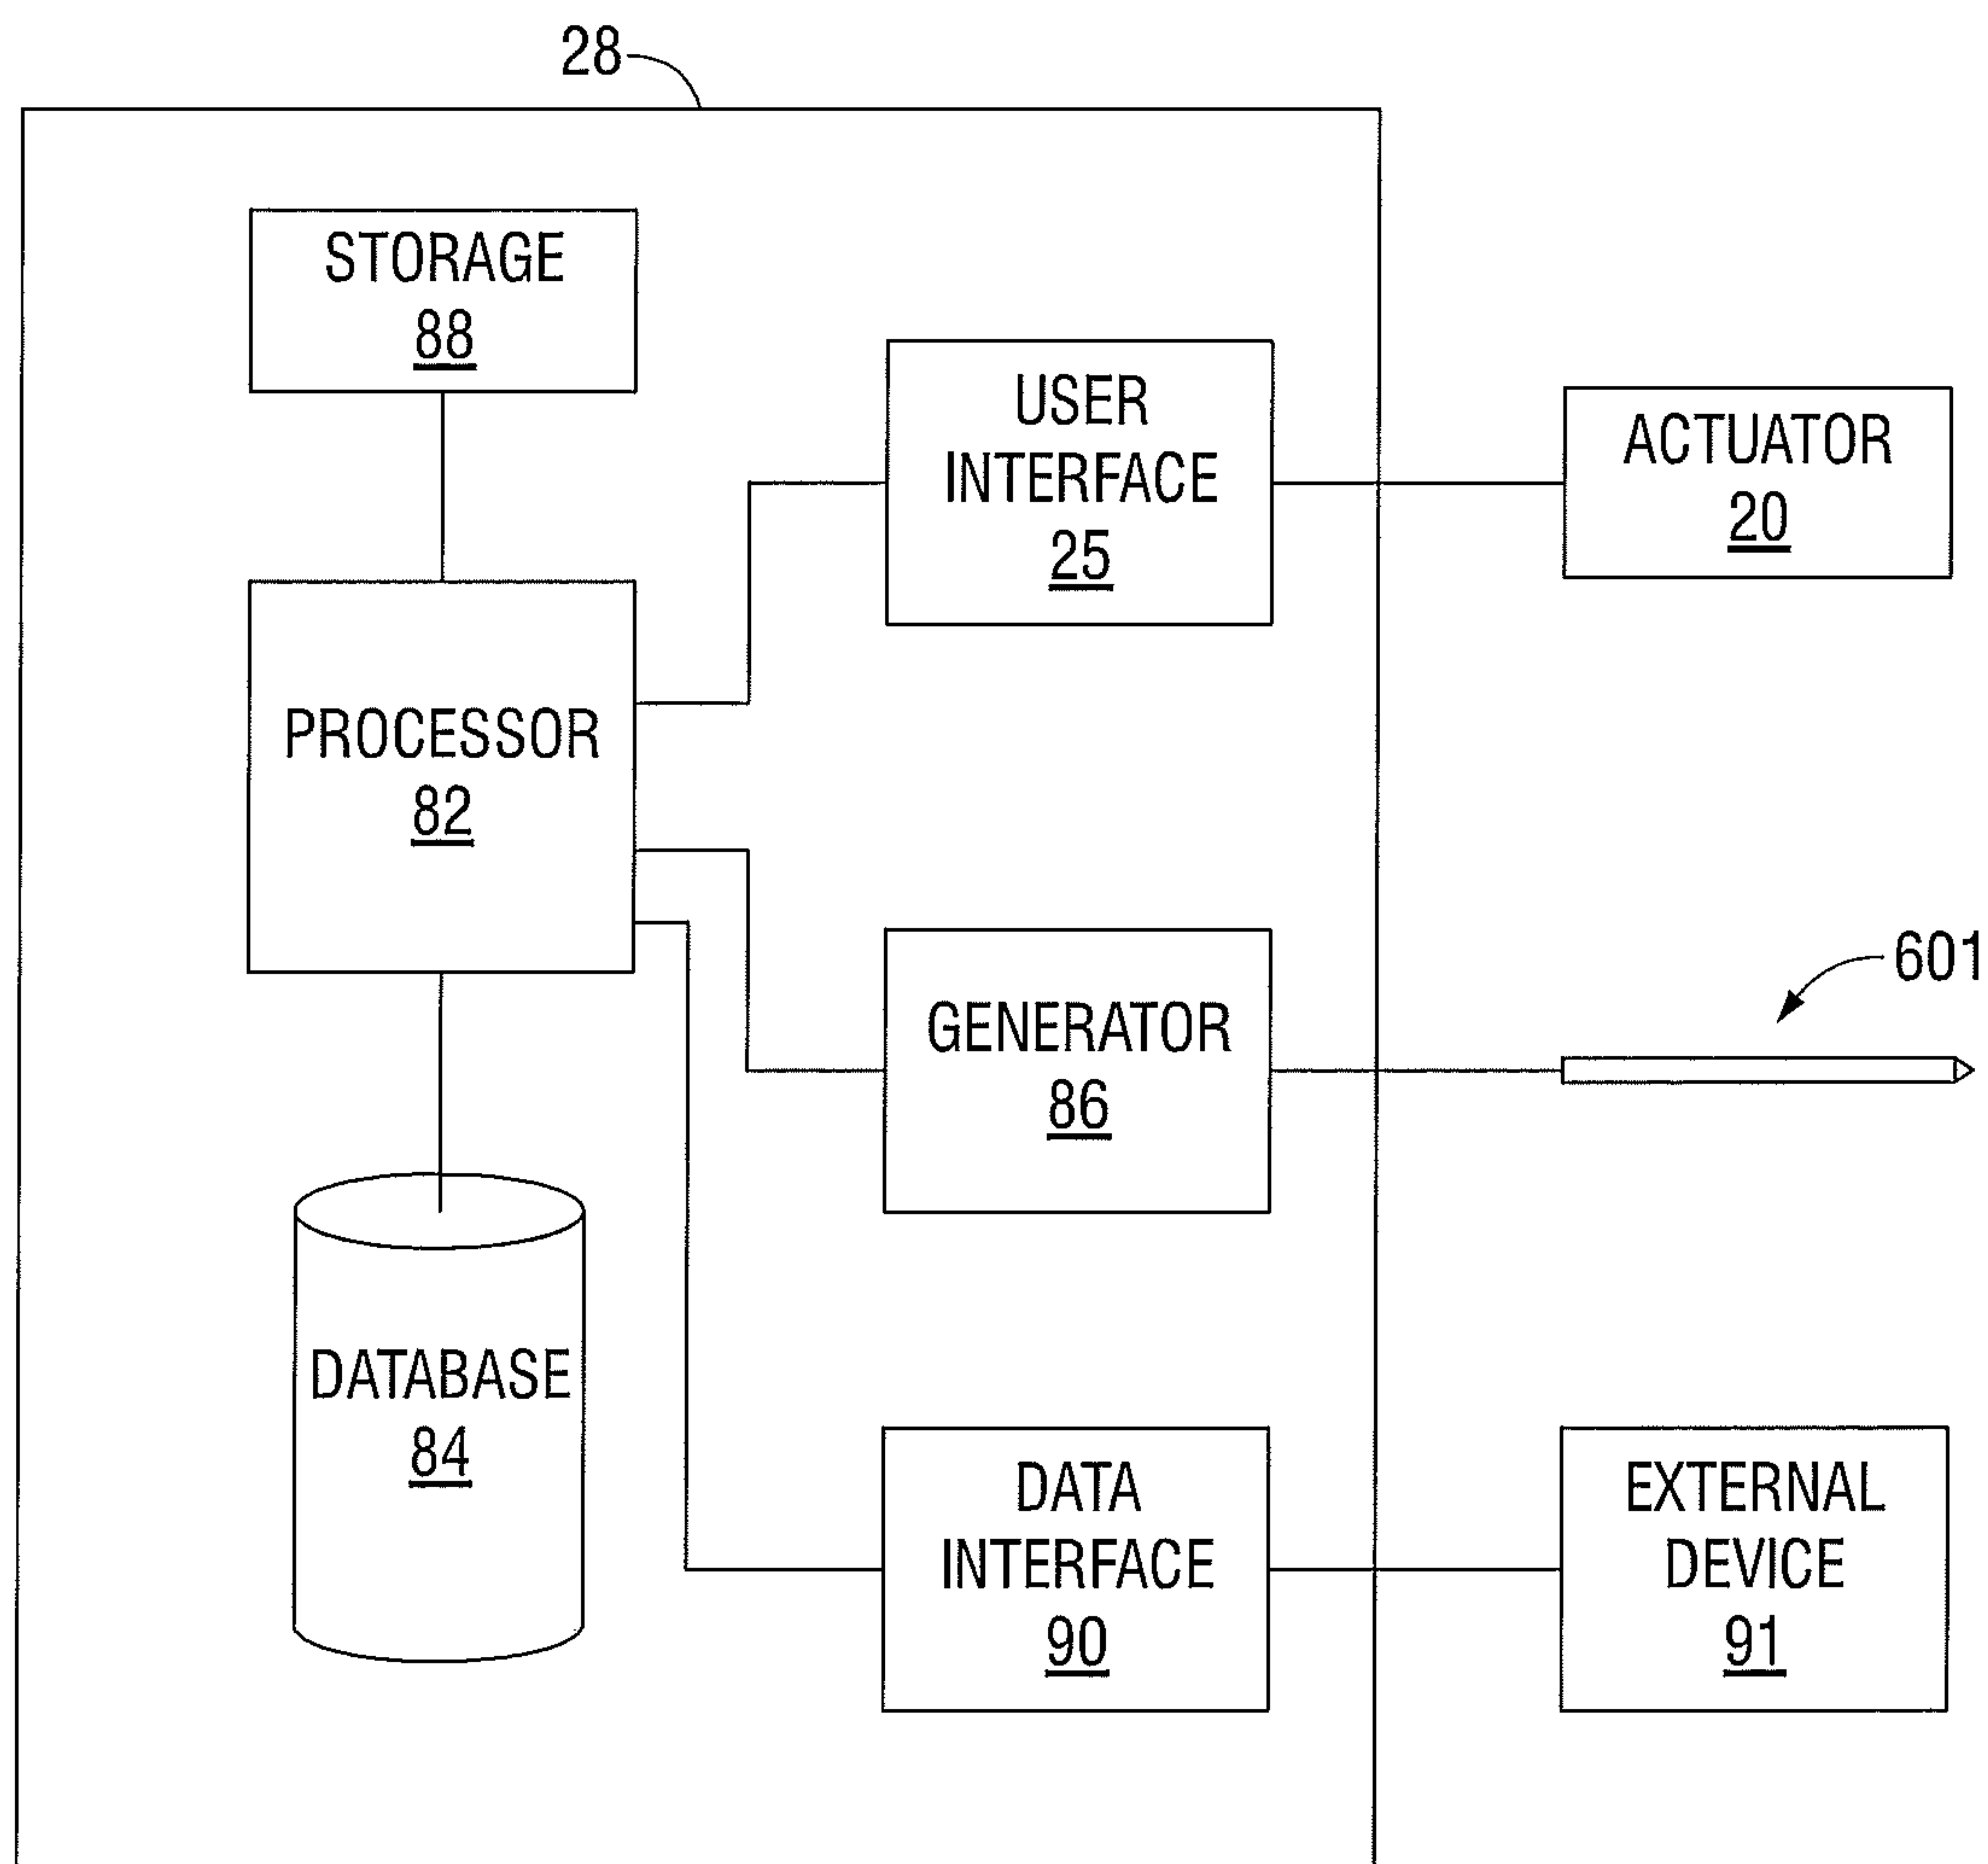 28
STORAGE
88
USER
INTERFACE
25
ACTUATOR
20
PROCESSOR
82
601
GENERATOR
86
DATABASE
84
DATA
INTERFACE
90
EXTERNAL
DEVICE
91